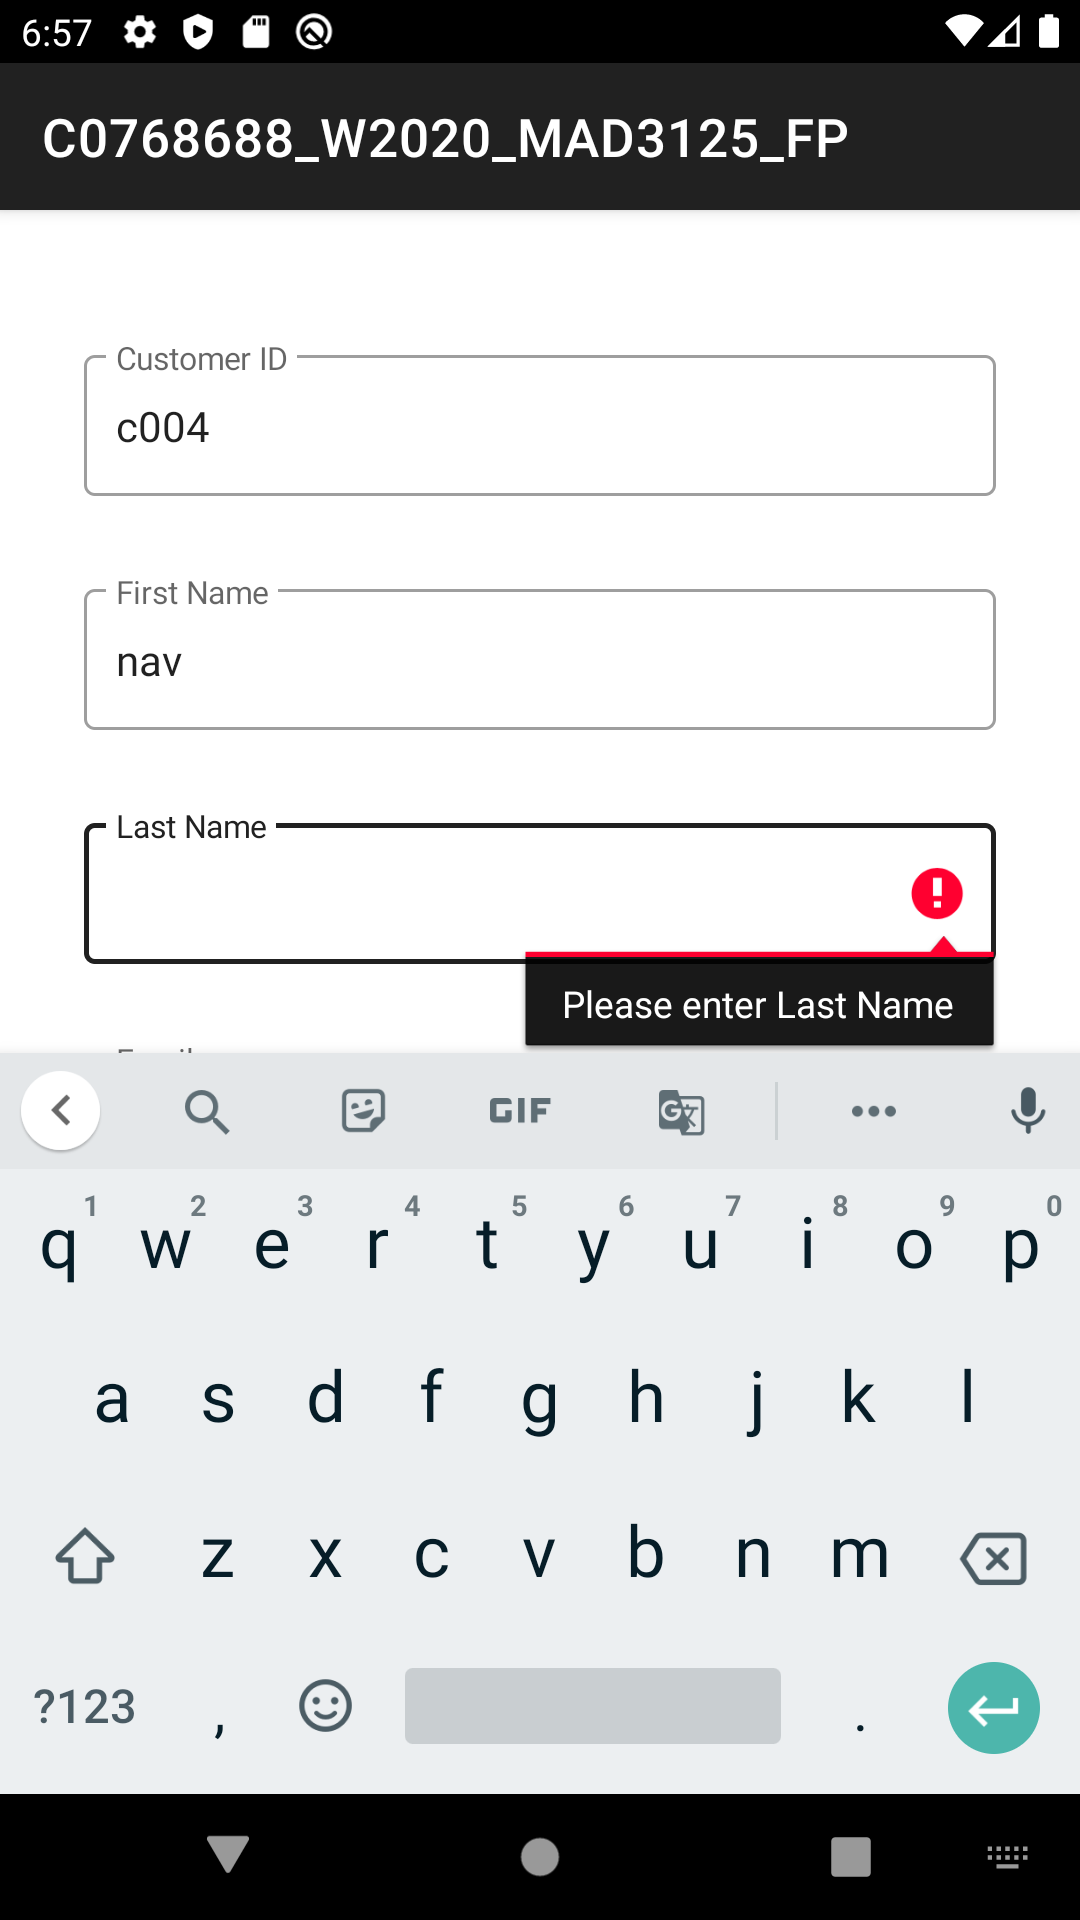 6:57
C0768688_W2020_MAD3125_FP
Customer ID
c004
First Name
nav
Last Name
Please enter Last Name
GIF
1 2 3 4 5 6 7 8 9 0
q w e r t y u i o p
a s d f g h j k l
z x c v b n m
?123 , .